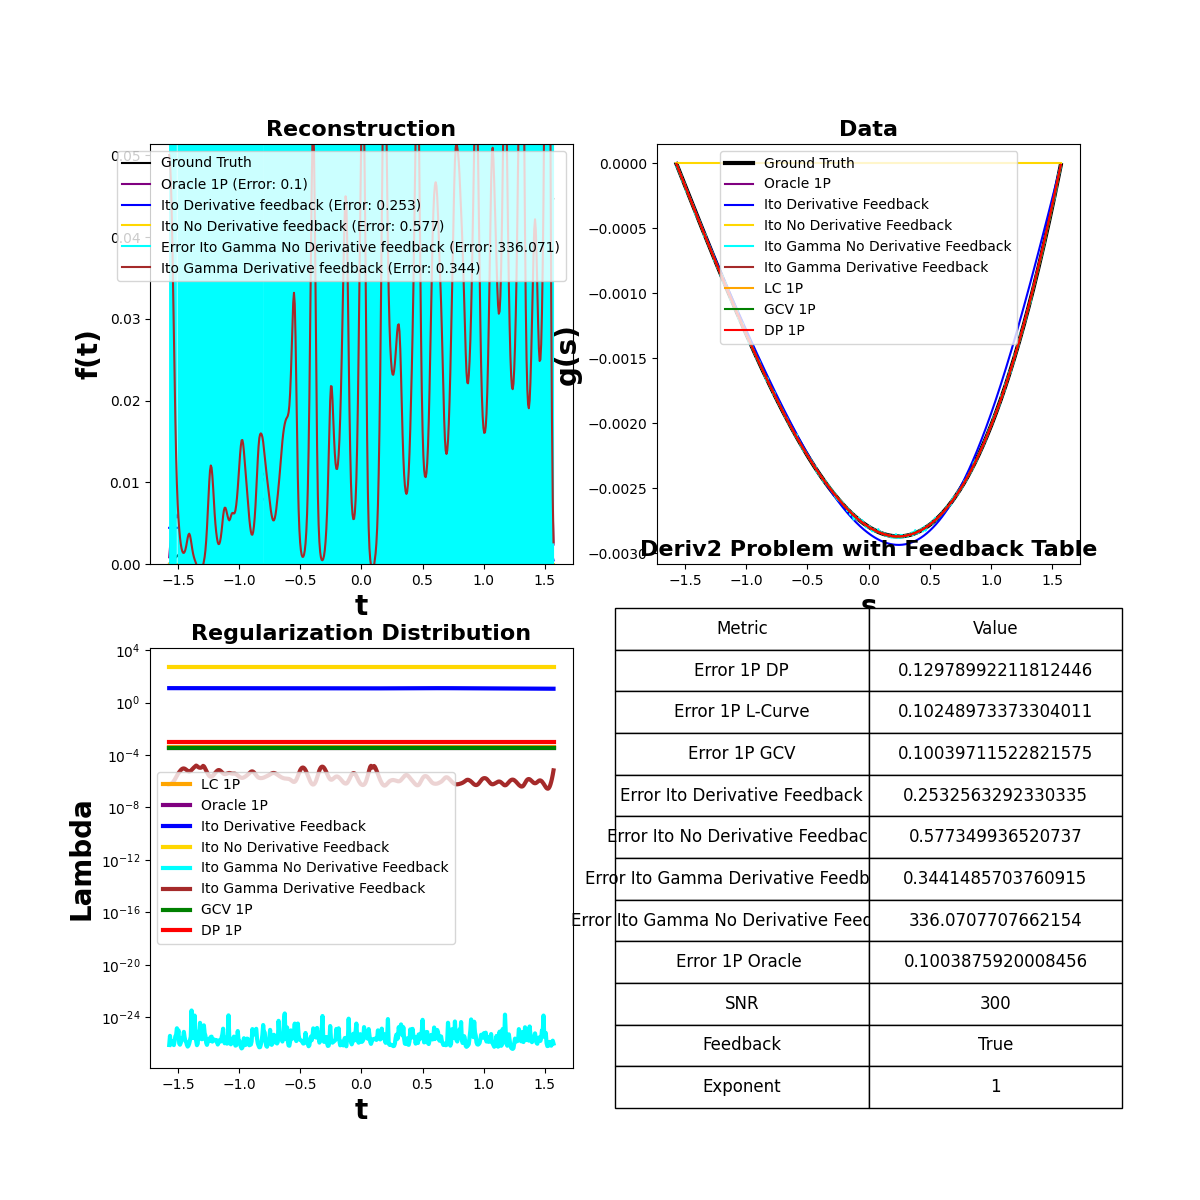 Reconstruction
0.05
0.04
0.03
0.02
0.01
0.00
f(t)
Ground Truth
Oracle 1P (Error: 0.1)
Ito Derivative feedback (Error: 0.253)
Ito No Derivative feedback (Error: 0.577)
Error Ito Gamma No Derivative feedback (Error: 336.071)
Ito Gamma Derivative feedback (Error: 0.344)
−1.5 −1.0 −0.5 0.0 0.5 1.0 1.5
t
Data
0.0000
−0.0005
−0.0010
−0.0015
−0.0020
−0.0025
−0.0030
g(s)
Ground Truth
Oracle 1P
Ito Derivative Feedback
Ito No Derivative Feedback
Ito Gamma No Derivative Feedback
Ito Gamma Derivative Feedback
LC 1P
GCV 1P
DP 1P
−1.5 −1.0 −0.5 0.0 0.5 1.0 1.5
s
Regularization Distribution
10^4
10^0
10^−4
10^−8
10^−12
10^−16
10^−20
10^−24
Lambda
LC 1P
Oracle 1P
Ito Derivative Feedback
Ito No Derivative Feedback
Ito Gamma No Derivative Feedback
Ito Gamma Derivative Feedback
GCV 1P
DP 1P
−1.5 −1.0 −0.5 0.0 0.5 1.0 1.5
t
Deriv2 Problem with Feedback Table
Metric Value
Error 1P DP 0.12978992211812446
Error 1P L-Curve 0.10248973373304011
Error 1P GCV 0.10039711522821575
Error Ito Derivative Feedback 0.2532563292330335
Error Ito No Derivative Feedbac 0.577349936520737
Error Ito Gamma Derivative Feedb 0.3441485703760915
Error Ito Gamma No Derivative Feed 336.0707707662154
Error 1P Oracle 0.1003875920008456
SNR 300
Feedback True
Exponent 1